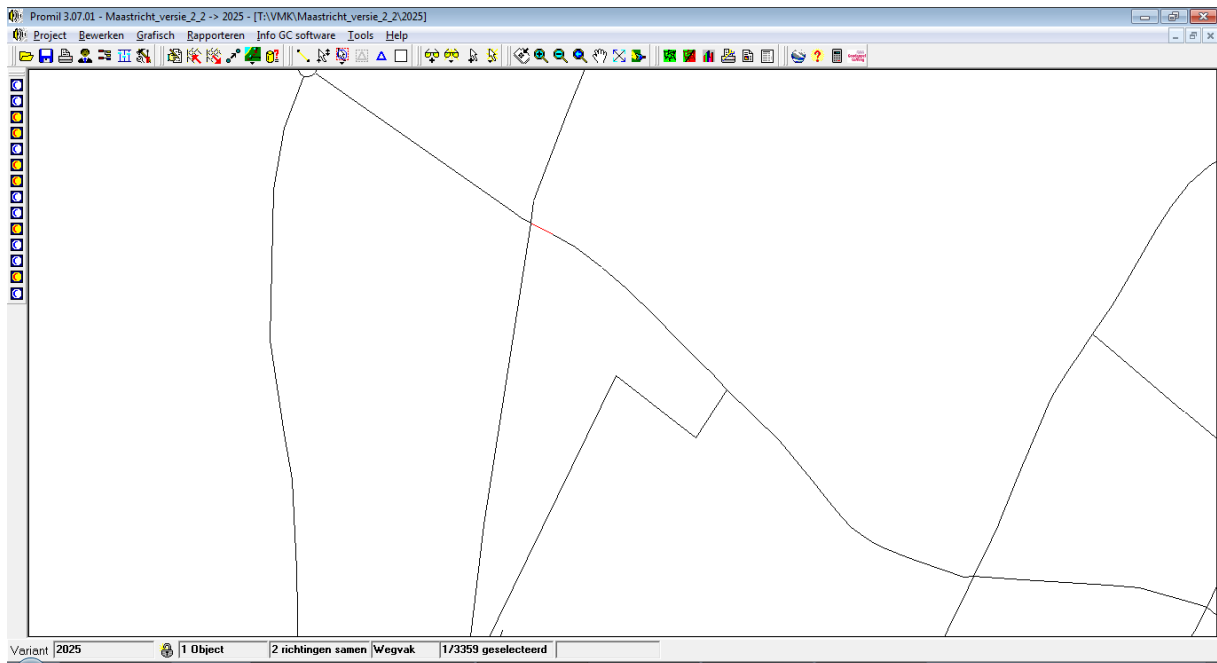 Promil 3.07.01 - Maastricht_versie_2_2 -> 2025 - [T:\VMK\Maastricht_versie_2_2\2025]
Project Bewerken Grafisch Rapporteren Info GC software Tools Help
Variant 2025 1 Object 2 richtingen samen Wegvak 1/3359 geselecteerd